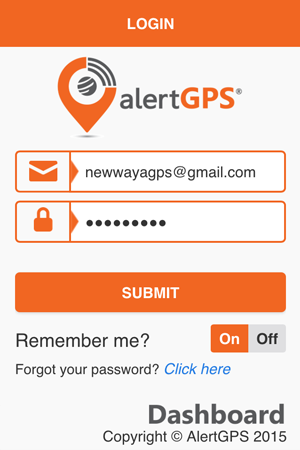 LOGIN
alertGPS®
newwayagps@gmail.com
•••••••••
SUBMIT
Remember me? On Off
Forgot your password? Click here
Dashboard
Copyright © AlertGPS 2015